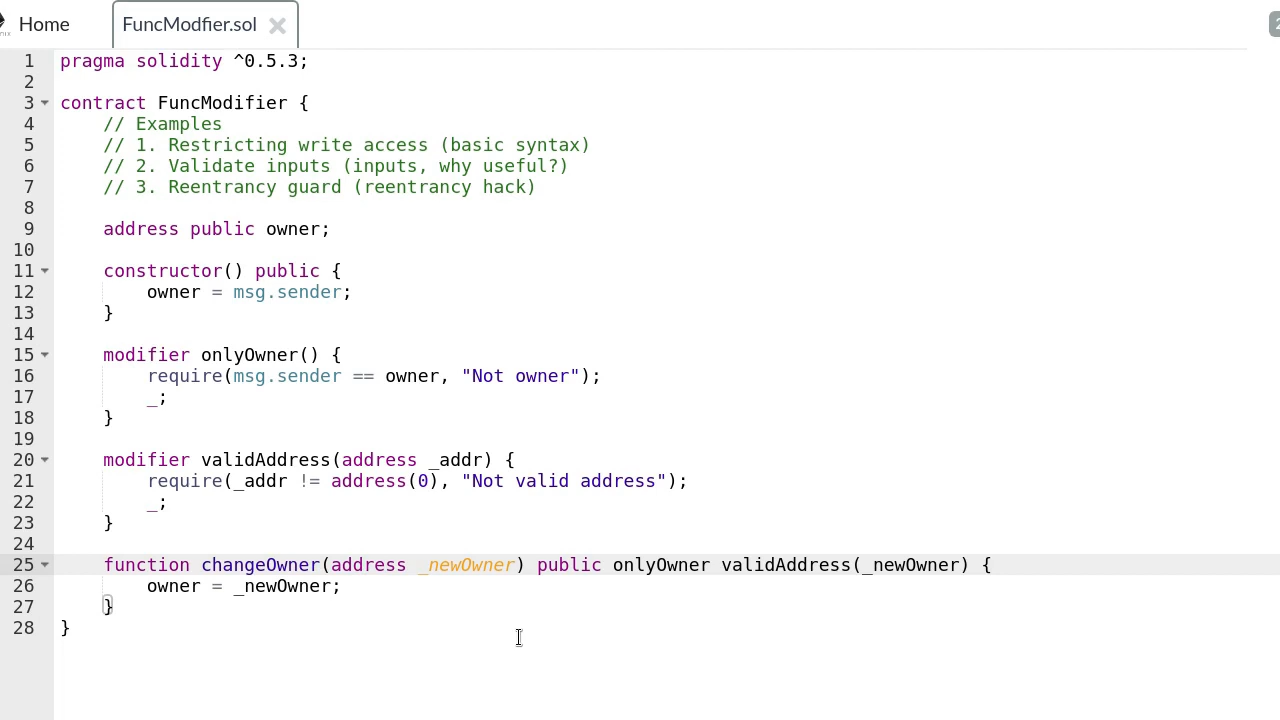 Home FuncModfier.sol
1 pragma solidity ^0.5.3;
2
3 contract FuncModifier {
4     // Examples
5     // 1. Restricting write access (basic syntax)
6     // 2. Validate inputs (inputs, why useful?)
7     // 3. Reentrancy guard (reentrancy hack)
8
9     address public owner;
10
11     constructor() public {
12         owner = msg.sender;
13     }
14
15     modifier onlyOwner() {
16         require(msg.sender == owner, "Not owner");
17         _;
18     }
19
20     modifier validAddress(address _addr) {
21         require(_addr != address(0), "Not valid address");
22         _;
23     }
24
25     function changeOwner(address _newOwner) public onlyOwner validAddress(_newOwner) {
26         owner = _newOwner;
27     }
28 }